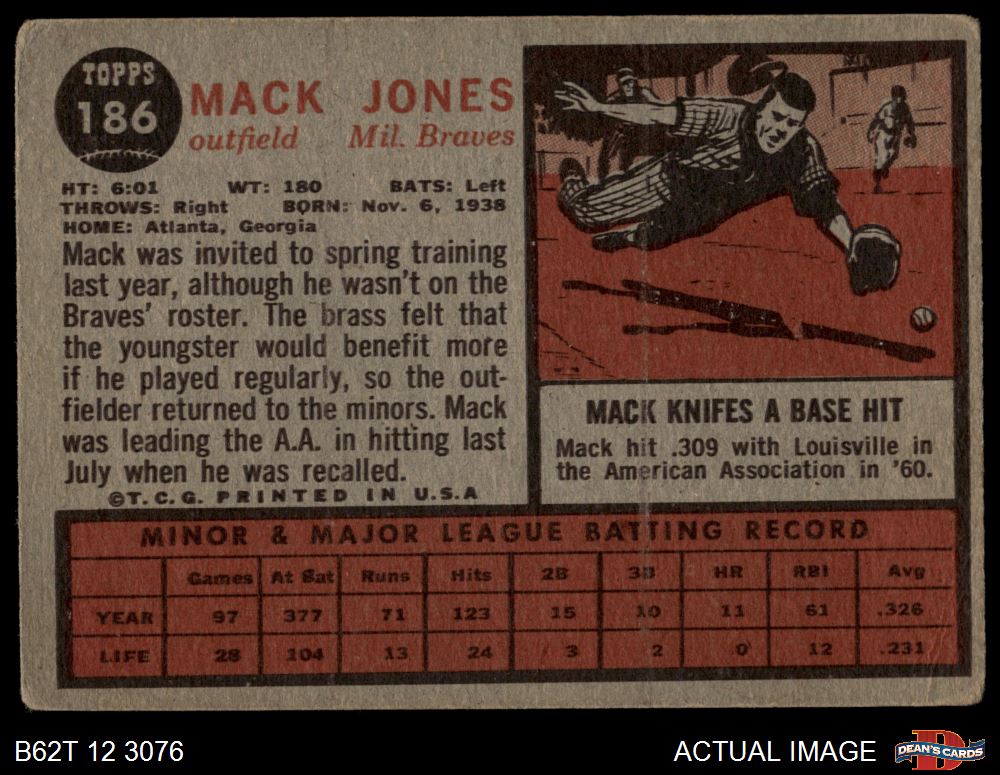 TOPPS
186
MACK JONES
outfield Mil. Braves
HT: 6:01 WT: 180 BATS: Left
THROWS: Right BORN: Nov. 6, 1938
HOME: Atlanta, Georgia
Mack was invited to spring training
last year, although he wasn't on the
Braves' roster. The brass felt that
the youngster would benefit more
if he played regularly, so the out-
fielder returned to the minors. Mack
was leading the A.A. in hitting last
July when he was recalled.
©T.C.G. PRINTED IN U.S.A
MACK KNIFES A BASE HIT
Mack hit .309 with Louisville in
the American Association in '60.
MINOR & MAJOR LEAGUE BATTING RECORD
Games At Bat Runs Hits 2B 3B HR RBI Avg
YEAR 97 377 71 123 15 10 11 61 .326
LIFE 28 104 13 24 3 2 0 12 .231
B62T 12 3076
ACTUAL IMAGE
D
DEAN'S CARDS